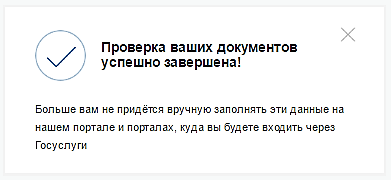 Проверка ваших документов
успешно завершена!
Больше вам не придётся вручную заполнять эти данные на
нашем портале и порталах, куда вы будете входить через
Госуслуги